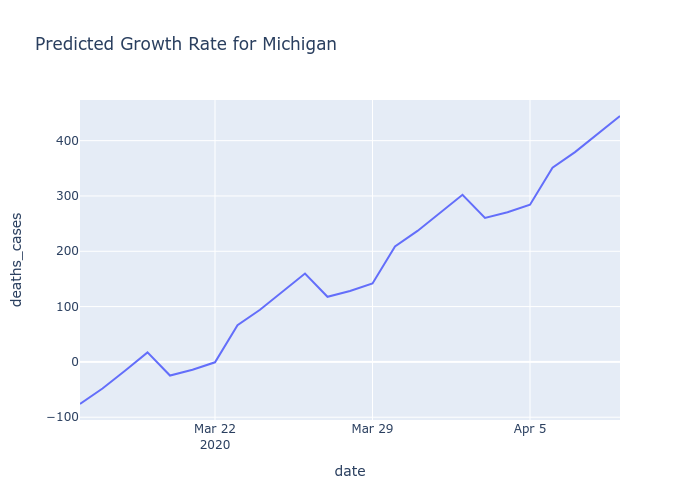 Predicted Growth Rate for Michigan
deaths_cases
400
300
200
100
0
−100
Mar 22
2020
Mar 29
Apr 5
date